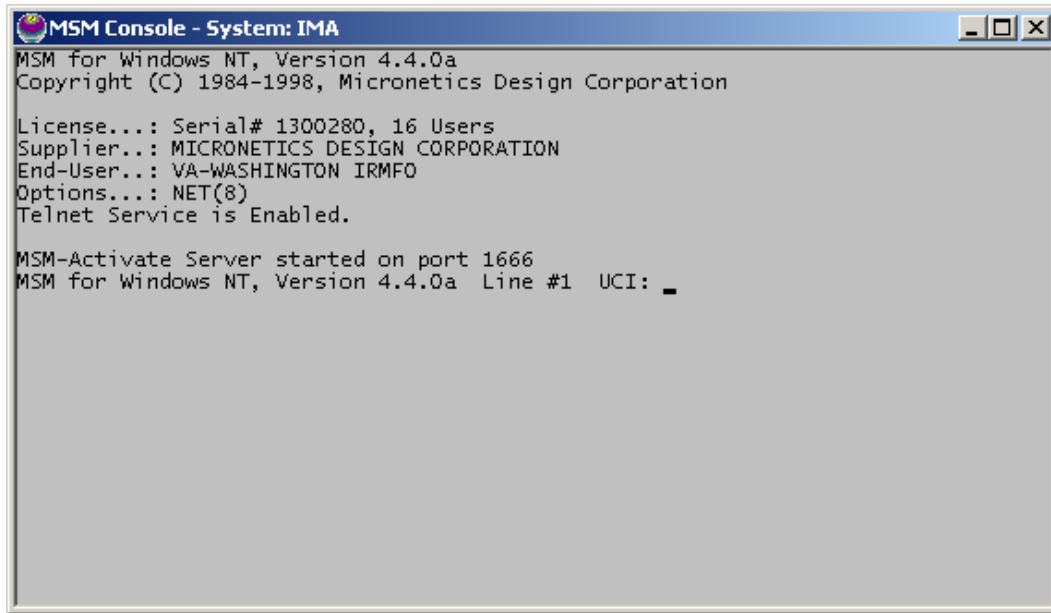 MSM Console - System: IMA
MSM for Windows NT, Version 4.4.0a
Copyright (C) 1984-1998, Micronetics Design Corporation
License...: Serial# 1300280, 16 Users
Supplier..: MICRONETICS DESIGN CORPORATION
End-User..: VA-WASHINGTON IRMFO
Options...: NET(8)
Telnet Service is Enabled.
MSM-Activate Server started on port 1666
MSM for Windows NT, Version 4.4.0a  Line #1  UCI: _